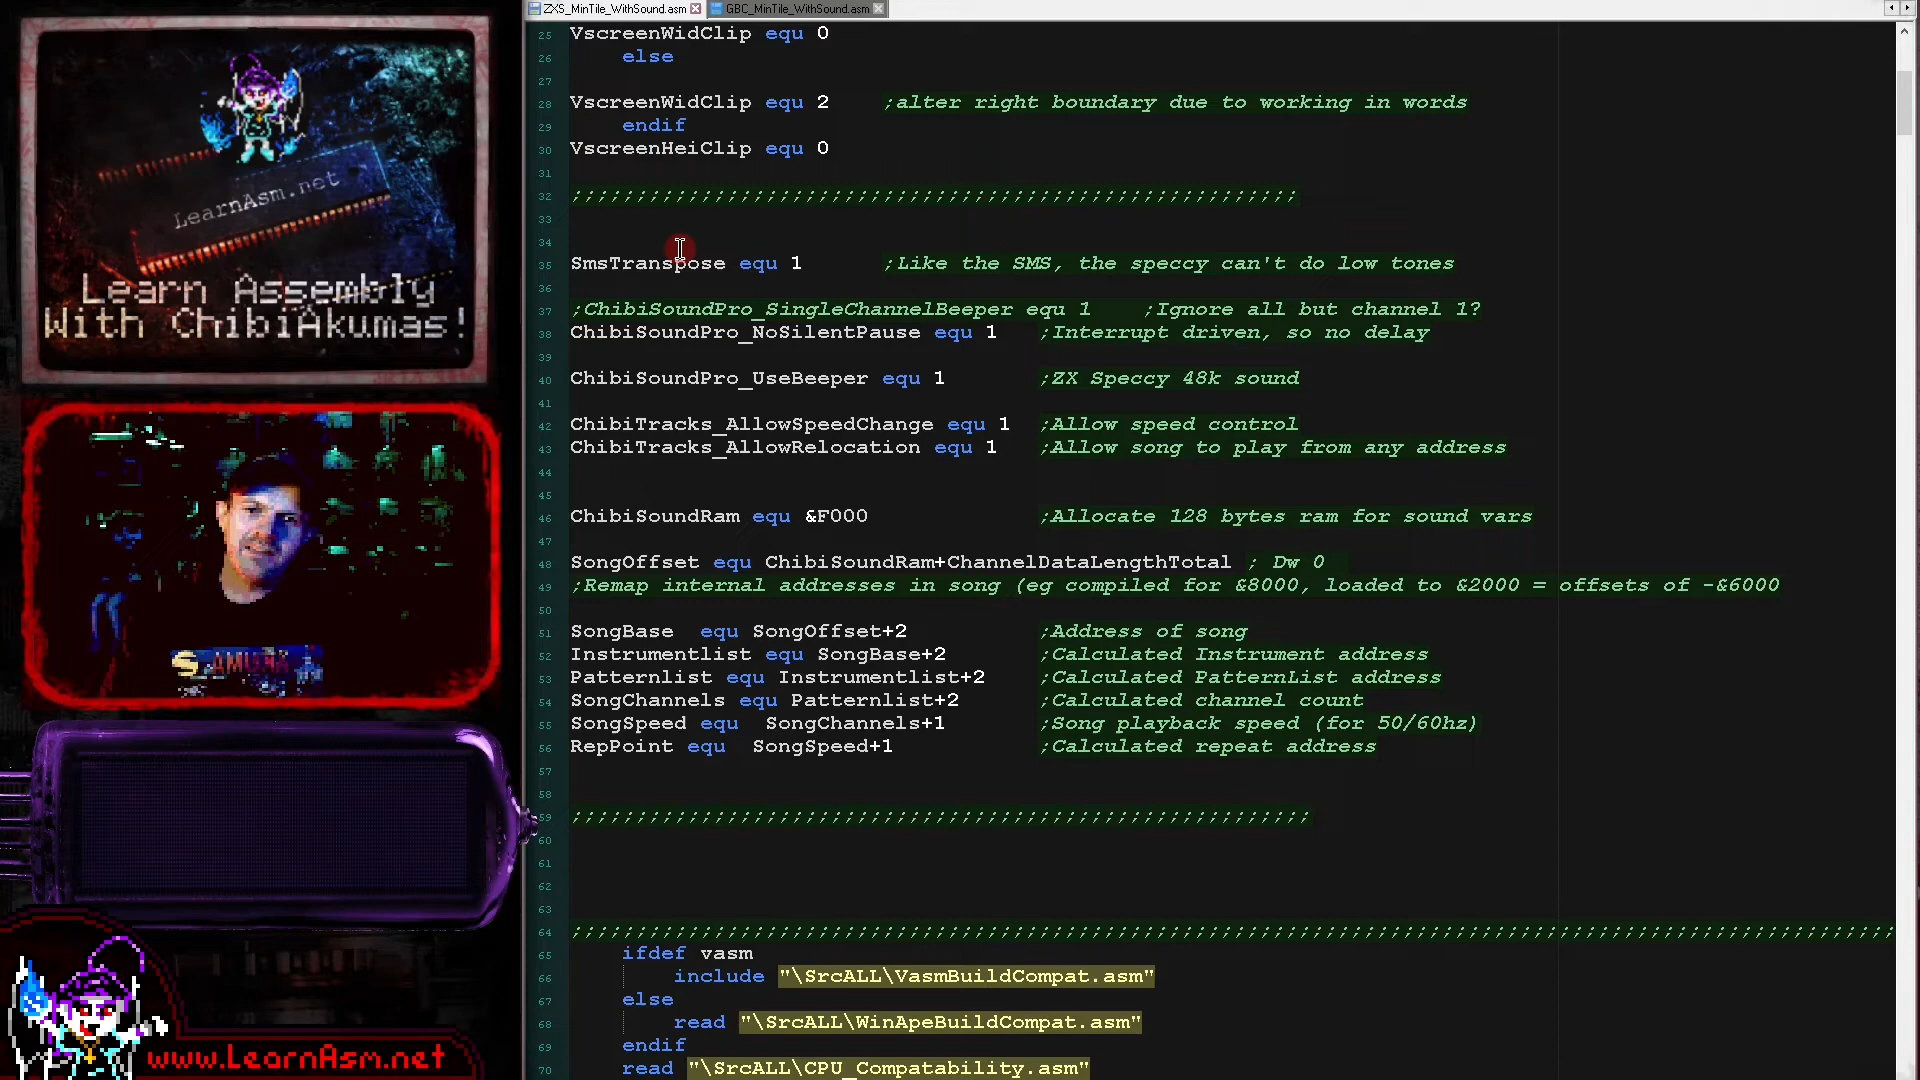 LearnAsm.net
Learn Assembly
With ChibiAkumas!
www.LearnAsm.net
ZXS_MinTile_WithSound.asm
GBC_MinTile_WithSound.asm
25 VscreenWidClip equ 0
26 else
27
28 VscreenWidClip equ 2 ;alter right boundary due to working in words
29 endif
30 VscreenHeiClip equ 0
31
32 ;;;;;;;;;;;;;;;;;;;;;;;;;;;;;;;;;;;;;;;;;;;;;;;;;;;;;;;;
33
34
35 SmsTranspose equ 1 ;Like the SMS, the speccy can't do low tones
36
37 ;ChibiSoundPro_SingleChannelBeeper equ 1 ;Ignore all but channel 1?
38 ChibiSoundPro_NoSilentPause equ 1 ;Interrupt driven, so no delay
39
40 ChibiSoundPro_UseBeeper equ 1 ;ZX Speccy 48k sound
41
42 ChibiTracks_AllowSpeedChange equ 1 ;Allow speed control
43 ChibiTracks_AllowRelocation equ 1 ;Allow song to play from any address
44
45
46 ChibiSoundRam equ &F000 ;Allocate 128 bytes ram for sound vars
47
48 SongOffset equ ChibiSoundRam+ChannelDataLengthTotal ; Dw 0
49 ;Remap internal addresses in song (eg compiled for &8000, loaded to &2000 = offsets of -&6000
50
51 SongBase equ SongOffset+2 ;Address of song
52 Instrumentlist equ SongBase+2 ;Calculated Instrument address
53 Patternlist equ Instrumentlist+2 ;Calculated PatternList address
54 SongChannels equ Patternlist+2 ;Calculated channel count
55 SongSpeed equ SongChannels+1 ;Song playback speed (for 50/60hz)
56 RepPoint equ SongSpeed+1 ;Calculated repeat address
57
58
59 ;;;;;;;;;;;;;;;;;;;;;;;;;;;;;;;;;;;;;;;;;;;;;;;;;;;;;;;;;
60
61
62
63
64 ;;;;;;;;;;;;;;;;;;;;;;;;;;;;;;;;;;;;;;;;;;;;;;;;;;;;;;;;;;;;;;;;;;;;;;;;;;;;;;;;;;;;;;;;;;;;;;;;;;;;;;
65 ifdef vasm
66 include "\SrcALL\VasmBuildCompat.asm"
67 else
68 read "\SrcALL\WinApeBuildCompat.asm"
69 endif
70 read "\SrcALL\CPU_Compatability.asm"